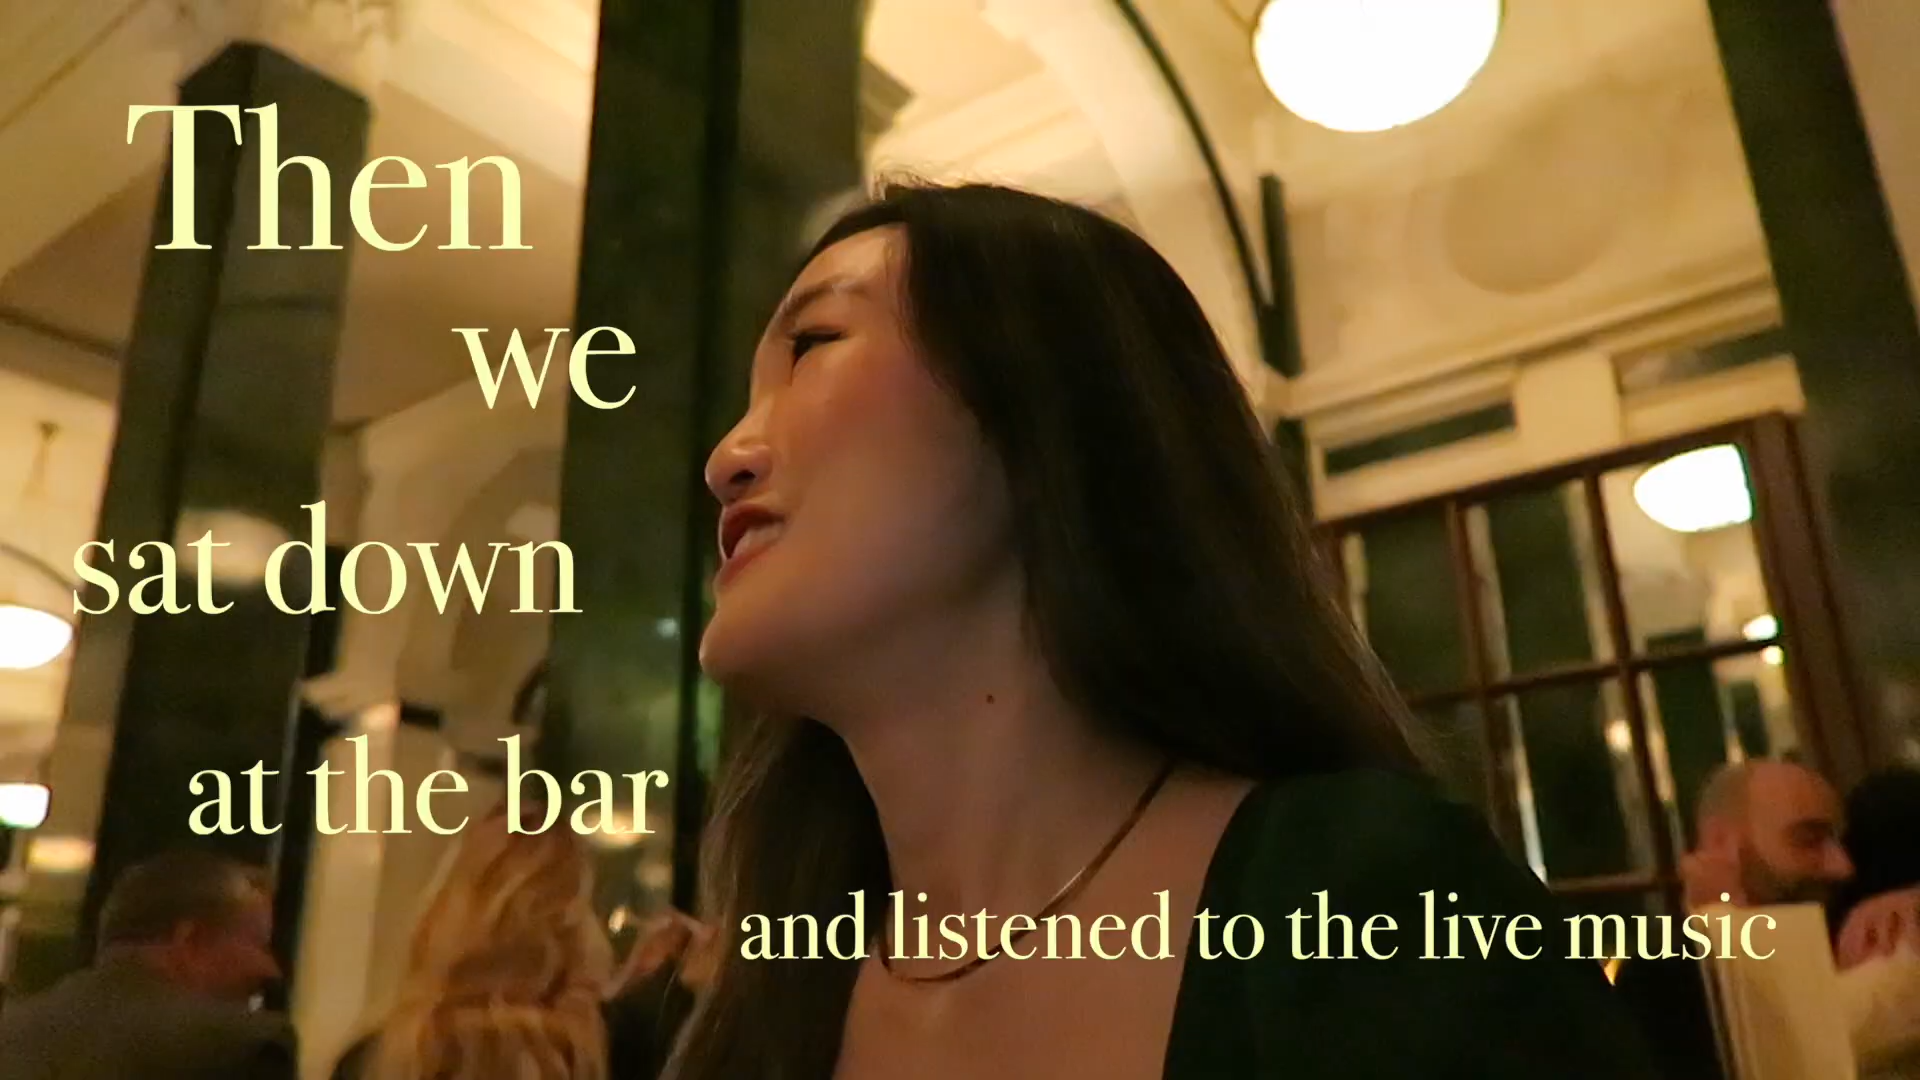 Then
we
sat down
at the bar
and listened to the live music